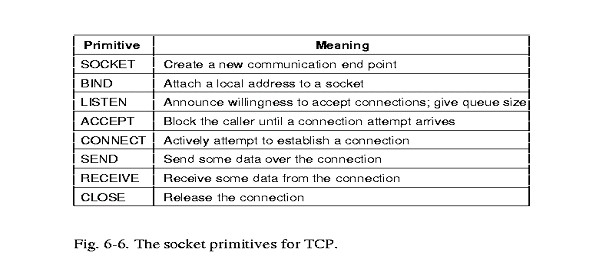 Primitive Meaning
SOCKET Create a new communication end point
BIND Attach a local address to a socket
LISTEN Announce willingness to accept connections; give queue size
ACCEPT Block the caller until a connection attempt arrives
CONNECT Actively attempt to establish a connection
SEND Send some data over the connection
RECEIVE Receive some data from the connection
CLOSE Release the connection
Fig. 6-6. The socket primitives for TCP.